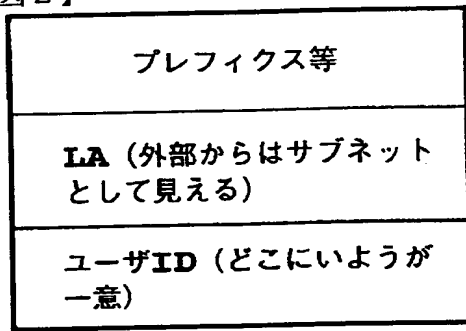 プレフィクス等
LA（外部からはサブネット
として見える）
ユーザID（どこにいようが
一意）